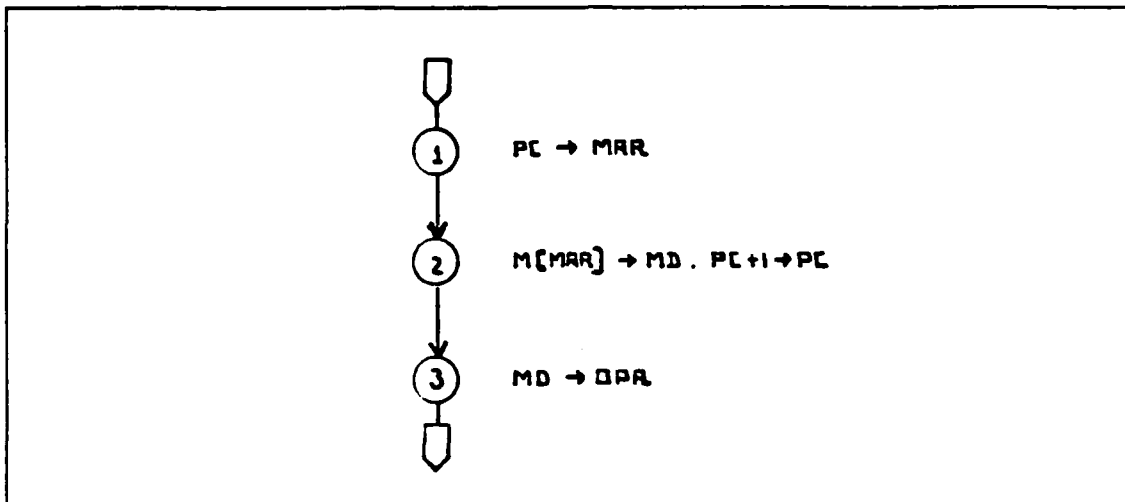 1 PC → MAR
2 M[MAR] → MD. PC+1→PC
3 MD → OPR